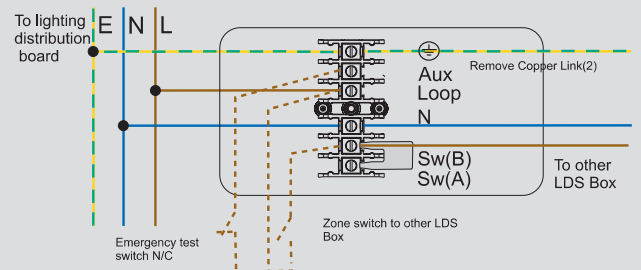 To lighting
distribution
board
E N L
Remove Copper Link(2)
Aux
Loop
N
Sw(B)
Sw(A)
To other
LDS Box
Zone switch to other LDS
Box
Emergency test
switch N/C